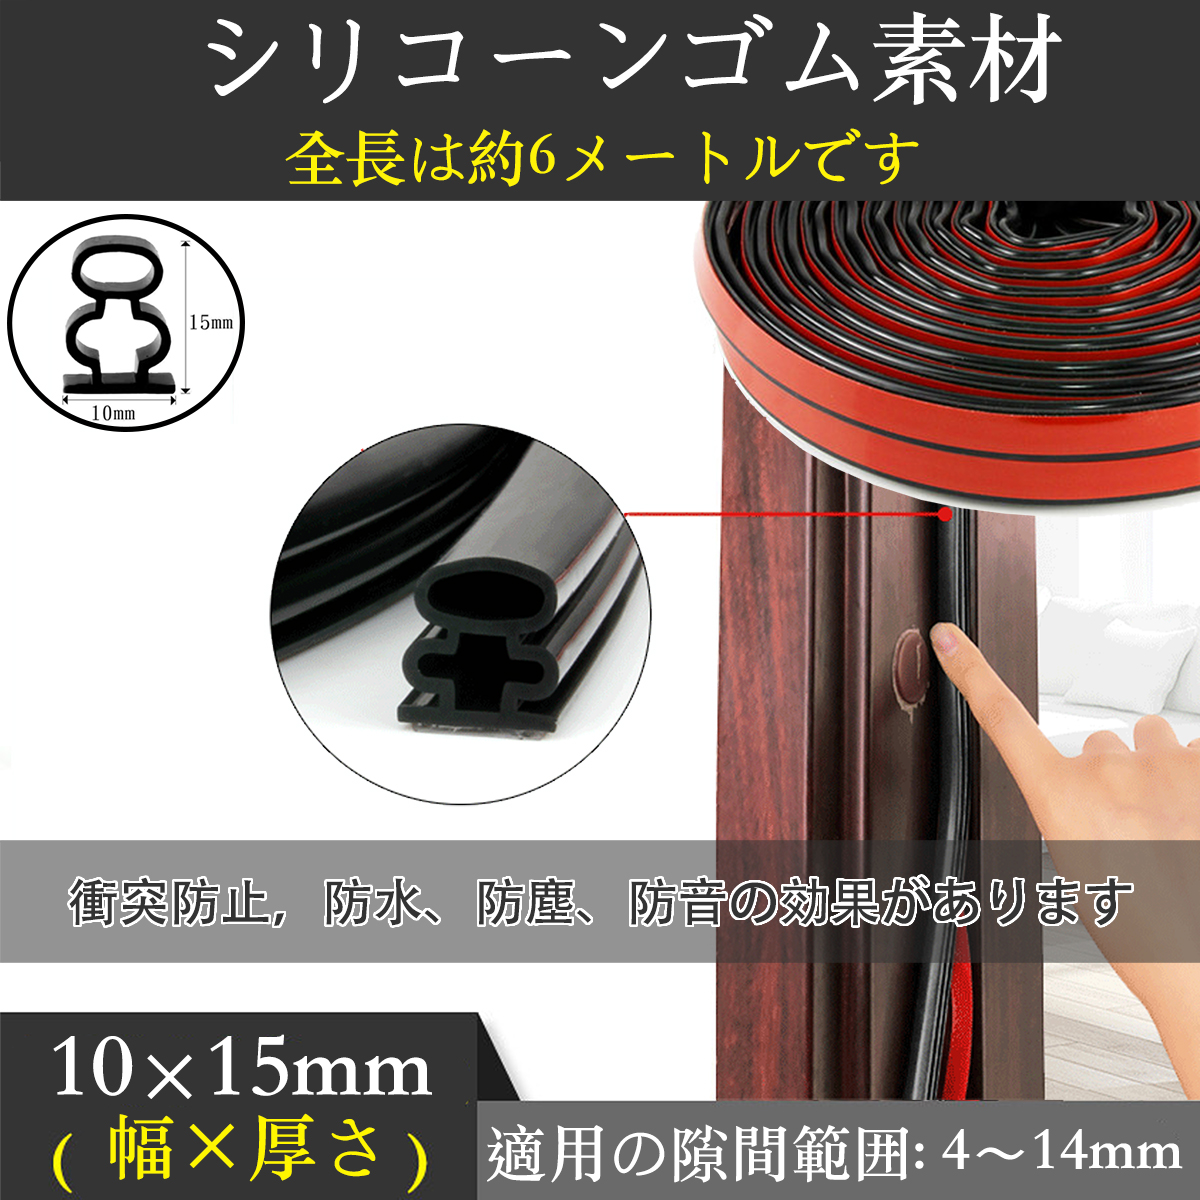 シリコーンゴム素材
全長は約6メートルです
15mm
10mm
衝突防止，防水、防塵、防音の効果があります
10×15mm
(幅×厚さ)
適用の隙間範囲: 4～14mm